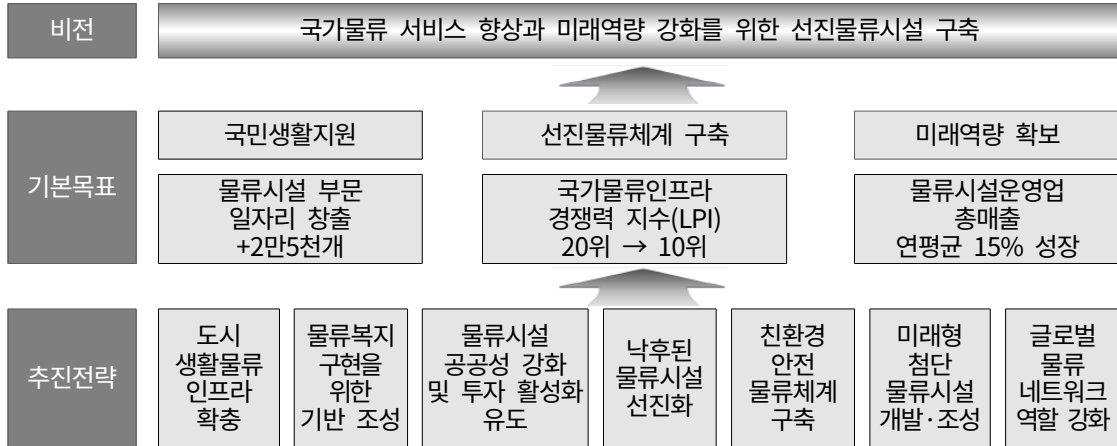 비전
국가물류 서비스 향상과 미래역량 강화를 위한 선진물류시설 구축
기본목표
국민생활지원
선진물류체계 구축
미래역량 확보
물류시설 부문
일자리 창출
+2만5천개
국가물류인프라
경쟁력 지수(LPI)
20위 → 10위
물류시설운영업
총매출
연평균 15% 성장
추진전략
도시
생활물류
인프라
확충
물류복지
구현을
위한
기반 조성
물류시설
공공성 강화
및 투자 활성화
유도
낙후된
물류시설
선진화
친환경
안전
물류체계
구축
미래형
첨단
물류시설
개발·조성
글로벌
물류
네트워크
역할 강화